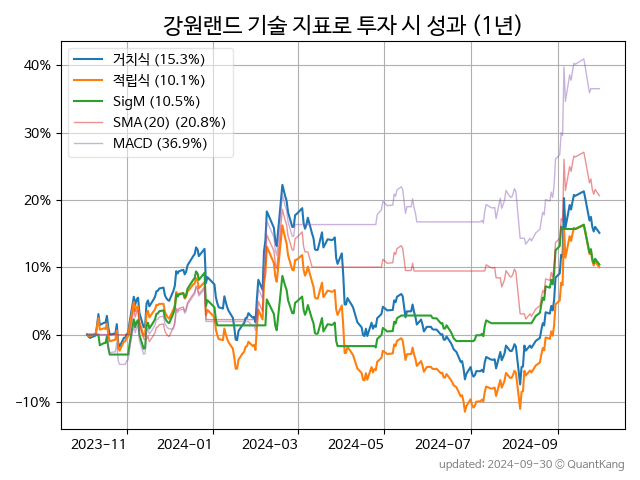 강원랜드 기술 지표로 투자 시 성과 (1년)
거치식 (15.3%)
적립식 (10.1%)
SigM (10.5%)
SMA(20) (20.8%)
MACD (36.9%)
40%
30%
20%
10%
0%
−10%
2023-11
2024-01
2024-03
2024-05
2024-07
2024-09
updated: 2024-09-30 ⓒ QuantKang